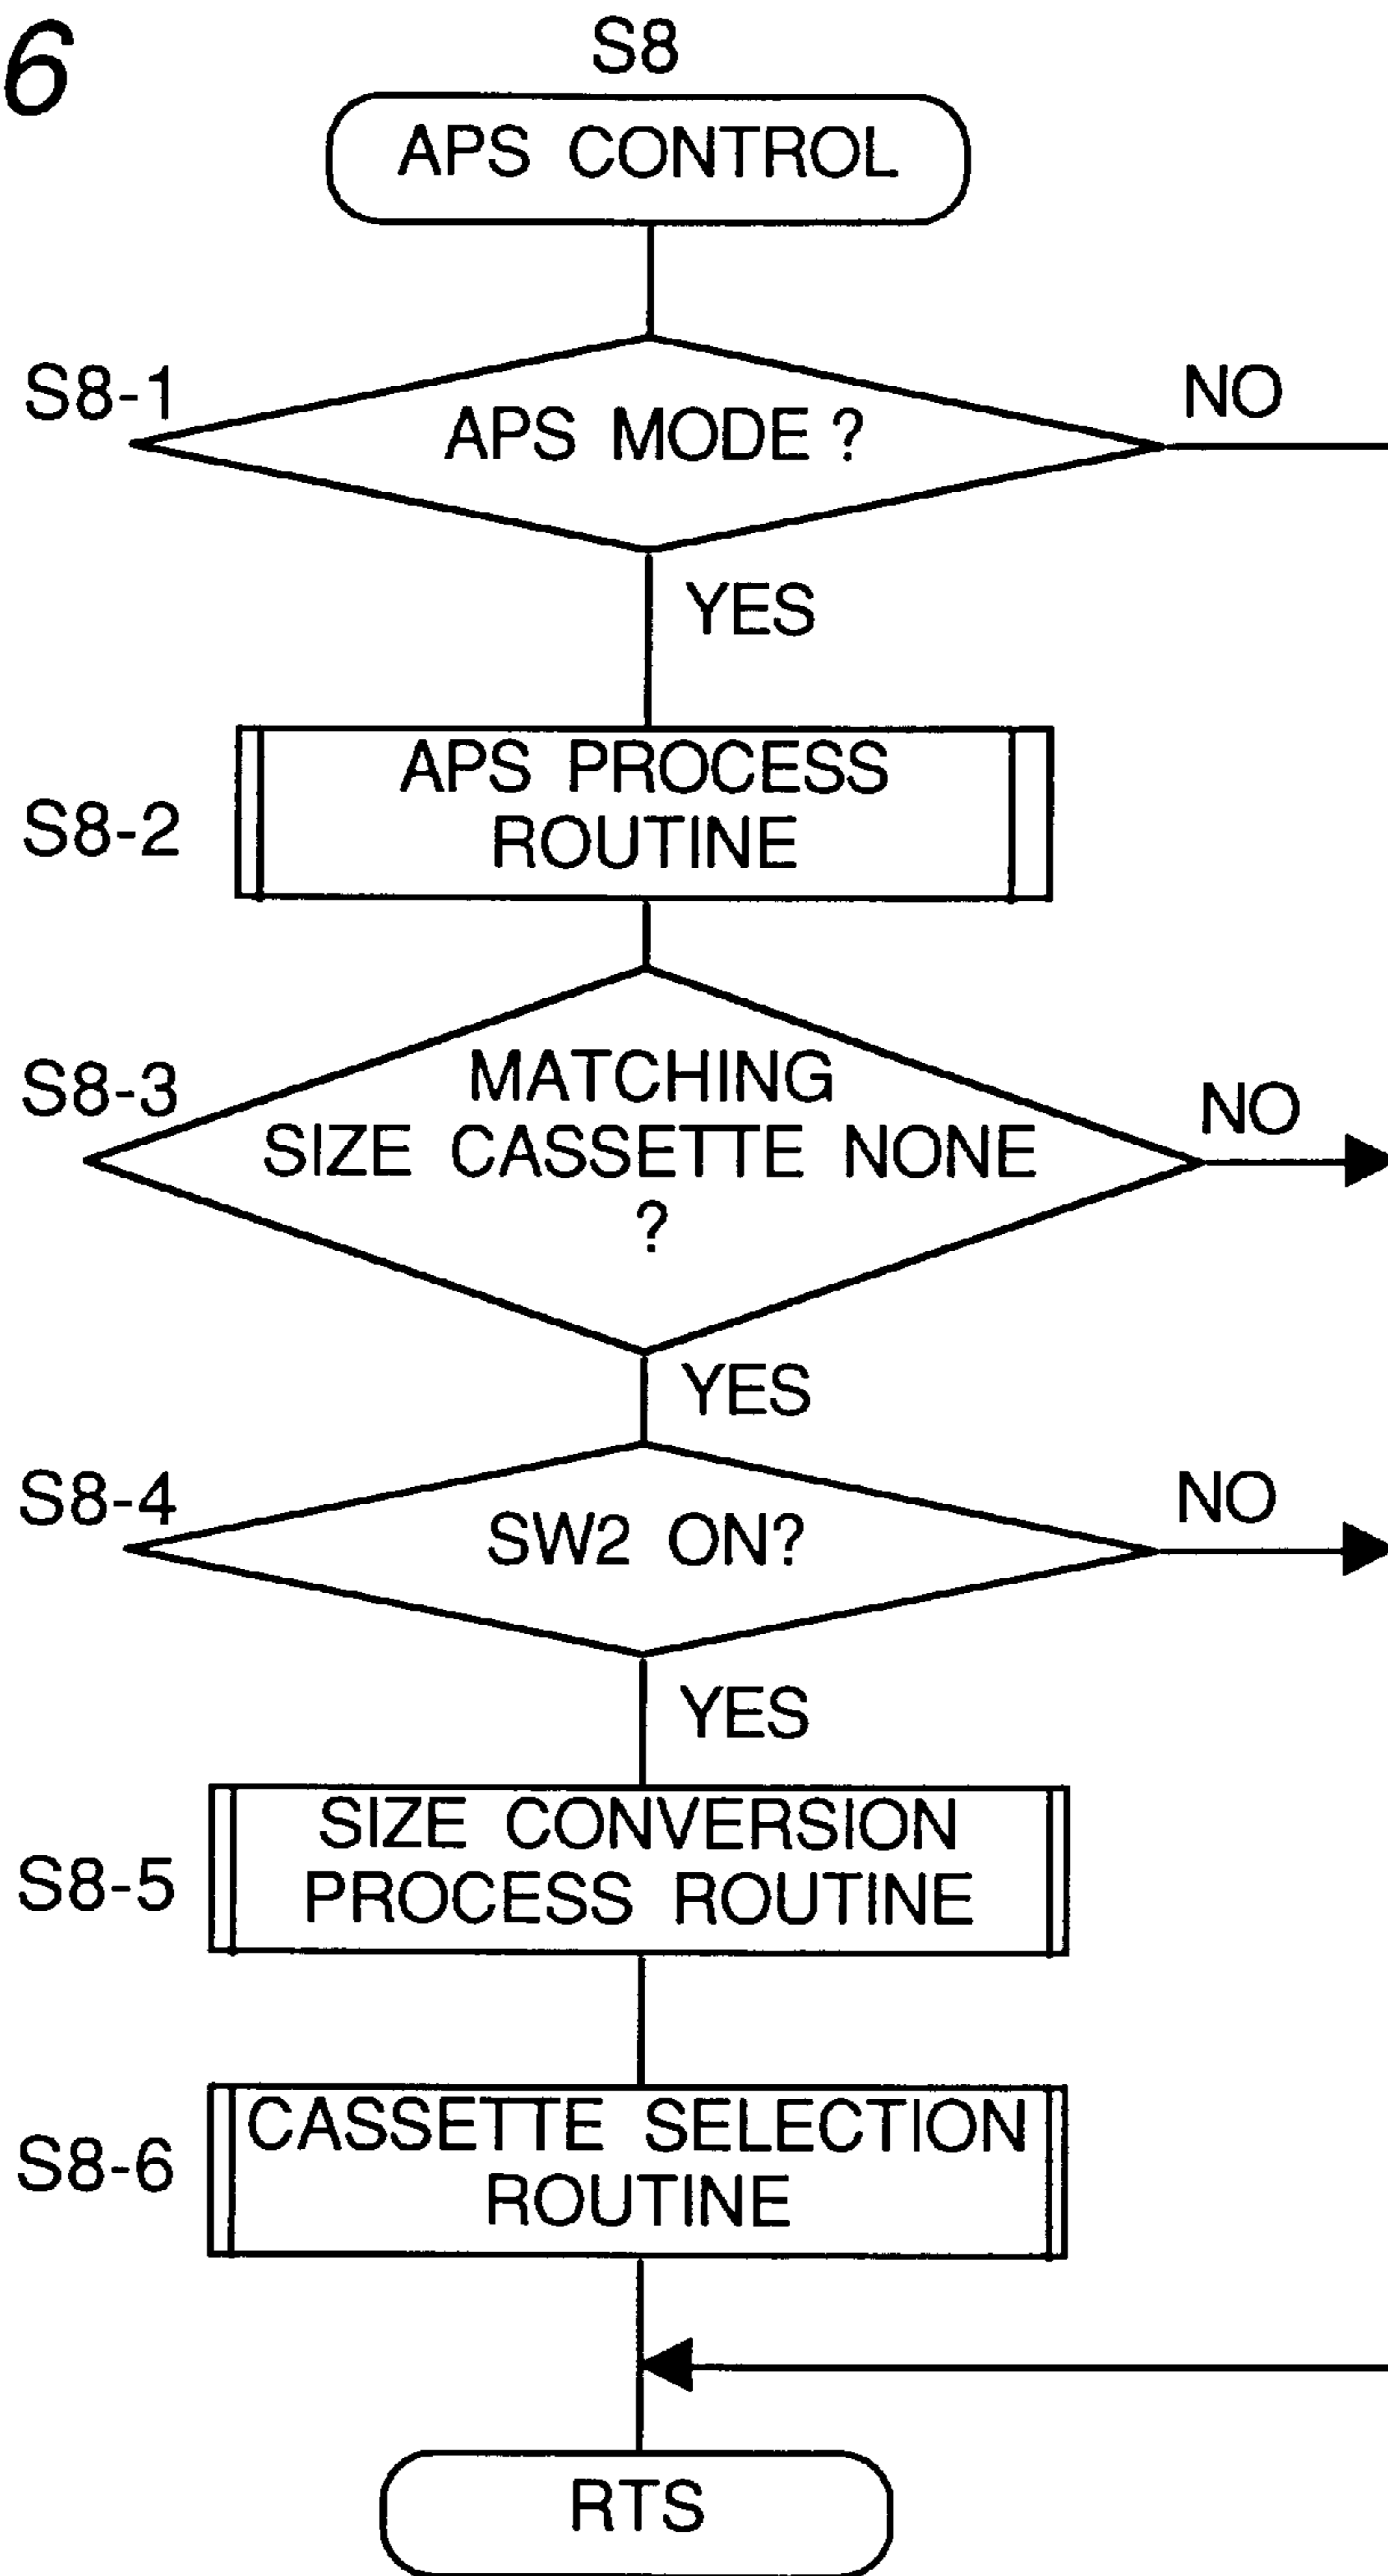 6
S8
APS CONTROL
S8-1
APS MODE ?
NO
YES
S8-2
APS PROCESS
ROUTINE
S8-3
MATCHING
SIZE CASSETTE NONE
?
NO
YES
S8-4
SW2 ON?
NO
YES
S8-5
SIZE CONVERSION
PROCESS ROUTINE
S8-6
CASSETTE SELECTION
ROUTINE
RTS